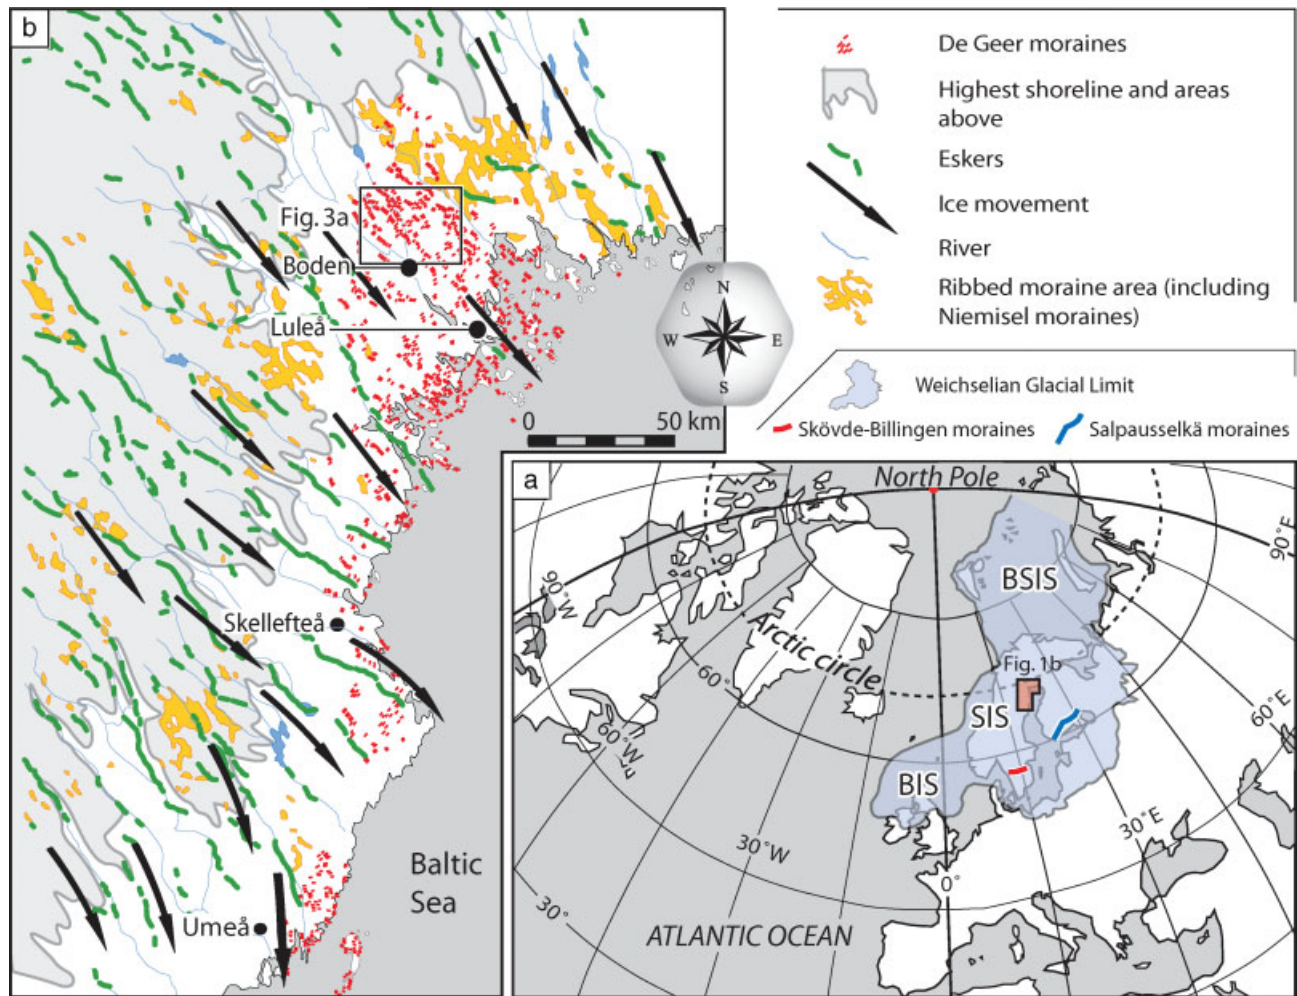 b
Fig. 3a
Boden
Luleå
Skellefteå
Umeå
Baltic
Sea
0 50 km
N
W E
S
De Geer moraines
Highest shoreline and areas
above
Eskers
Ice movement
River
Ribbed moraine area (including
Niemisel moraines)
Weichselian Glacial Limit
Skövde-Billingen moraines
Salpausselkä moraines
a
North Pole
90°W
90°E
BSIS
Arctic circle
Fig. 1b
60°
SIS
60°W
60°E
BIS
30°W
30°E
0°
30°
ATLANTIC OCEAN